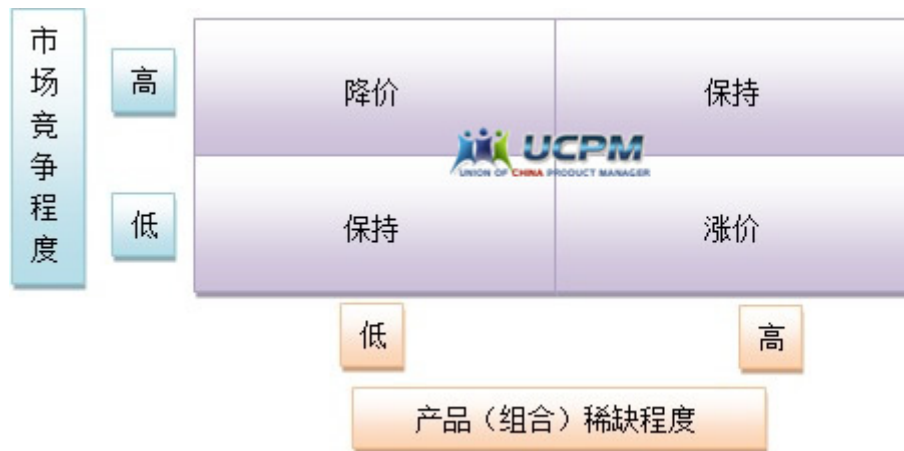 市场竞争程度
高
降价
保持
UCPM
UNION OF CHINA PRODUCT MANAGER
低
保持
涨价
低
高
产品（组合）稀缺程度